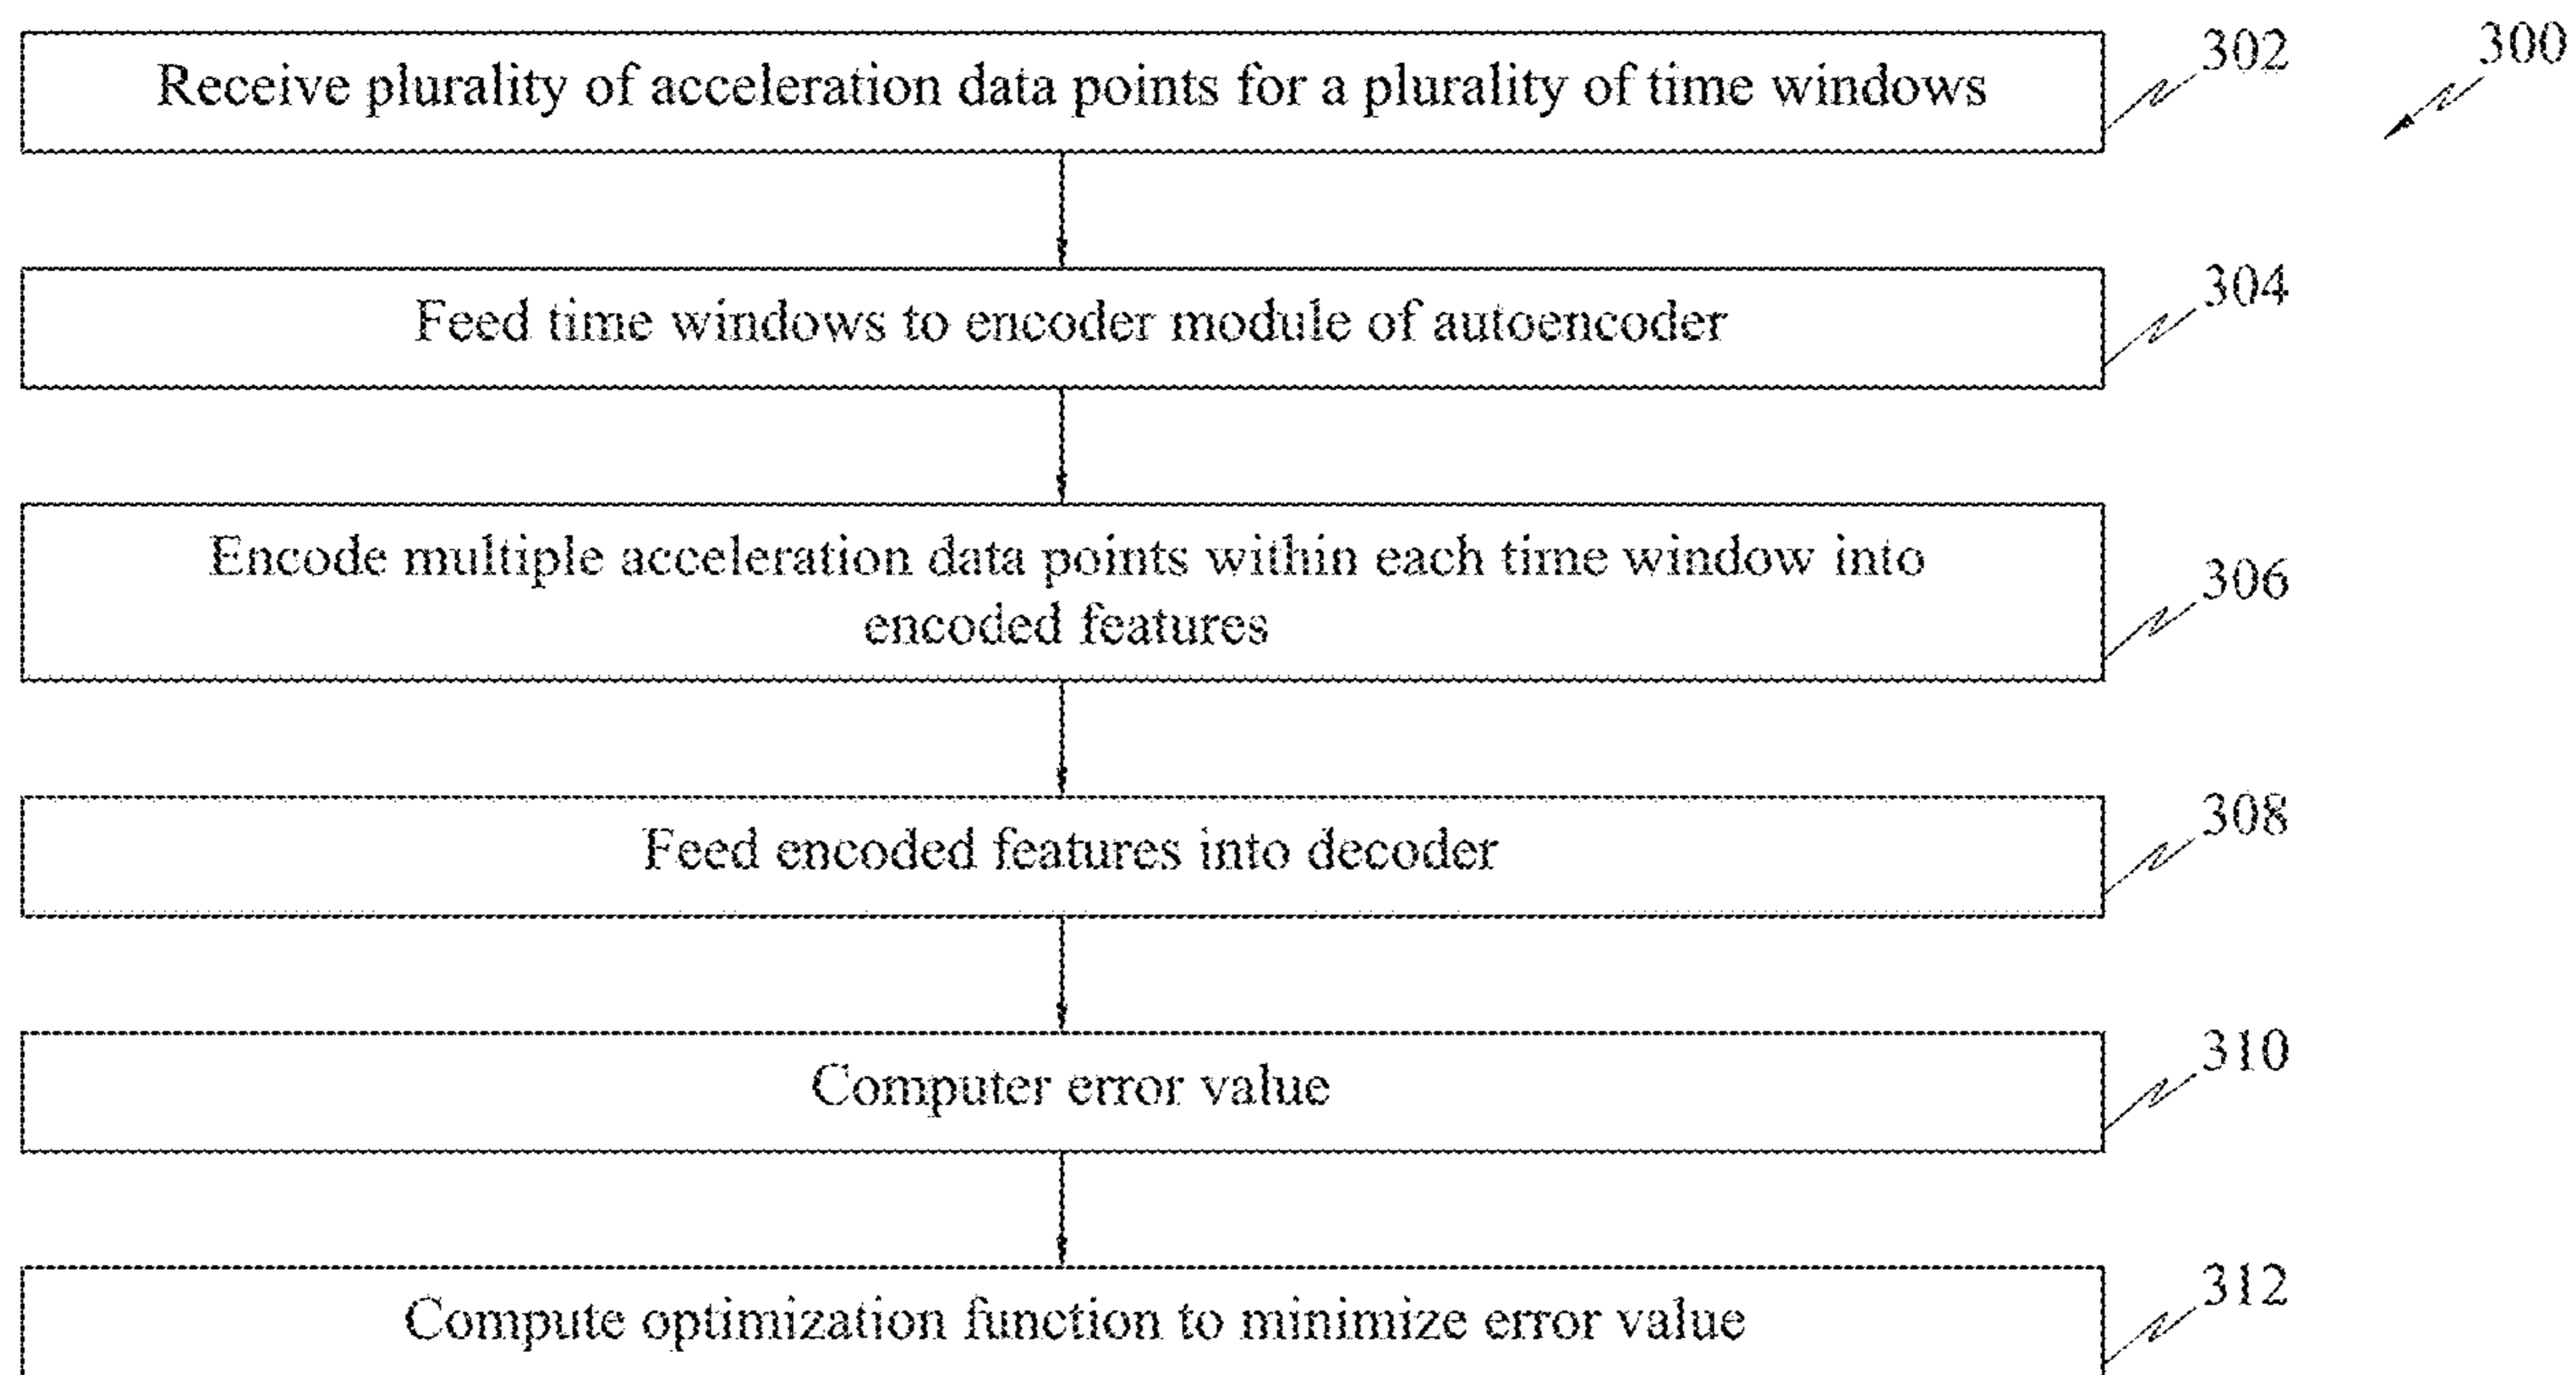 Receive plurality of acceleration data points for a plurality of time windows
302
300
Feed time windows to encoder module of autoencoder
304
Encode multiple acceleration data points within each time window into
encoded features
306
Feed encoded features into decoder
308
Computer error value
310
Compute optimization function to minimize error value
312